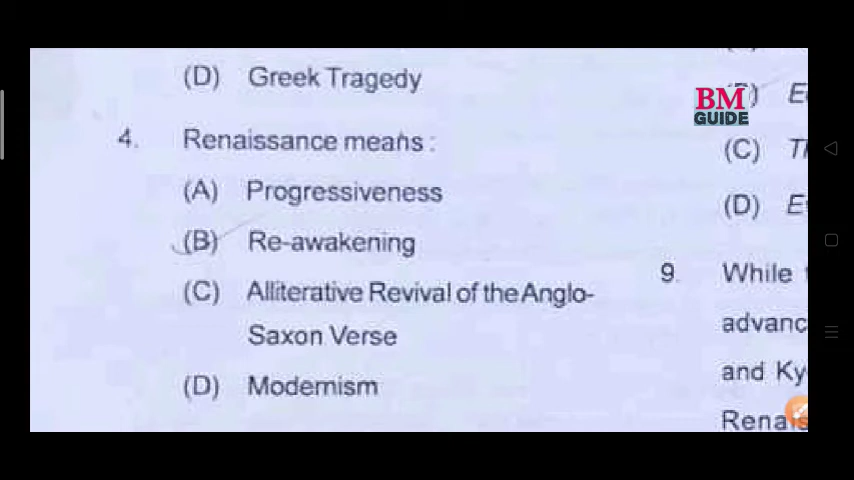 (D) Greek Tragedy
4. Renaissance means :
(A) Progressiveness
(B) Re-awakening
(C) Alliterative Revival of the Anglo-
Saxon Verse
(D) Modernism
BM
GUIDE
(C)
(D)
9. While
advanc
and Ky
Renais